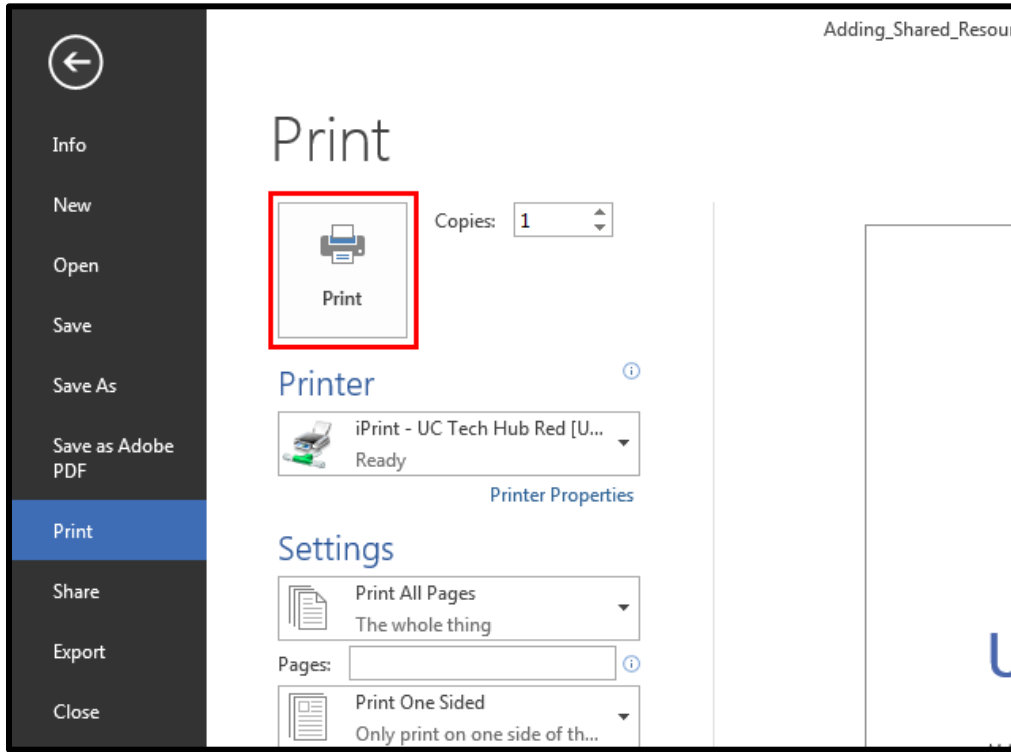 Adding_Shared_Resour
Info
New
Open
Save
Save As
Save as Adobe
PDF
Print
Share
Export
Close
Print
Print
Copies: 1
Printer
iPrint - UC Tech Hub Red [U...
Ready
Printer Properties
Settings
Print All Pages
The whole thing
Pages:
Print One Sided
Only print on one side of th...
U